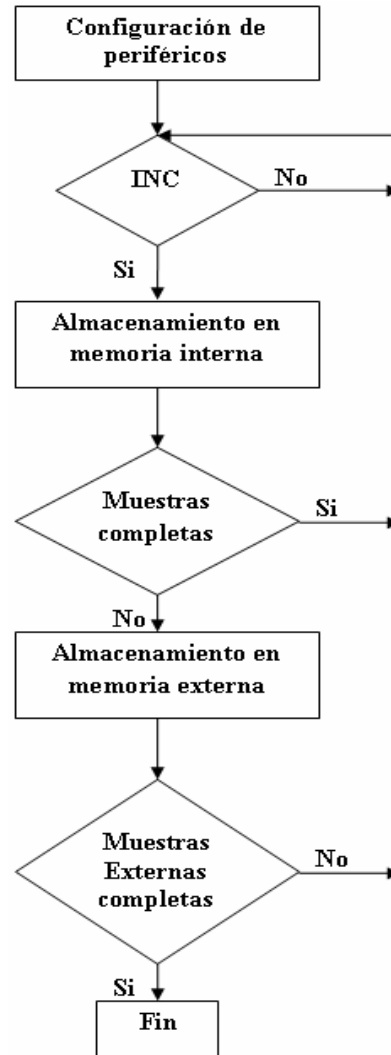 Configuración de
periféricos
INC
No
Si
Almacenamiento en
memoria interna
Muestras
completas
Si
No
Almacenamiento en
memoria externa
Muestras
Externas
completas
No
Si
Fin